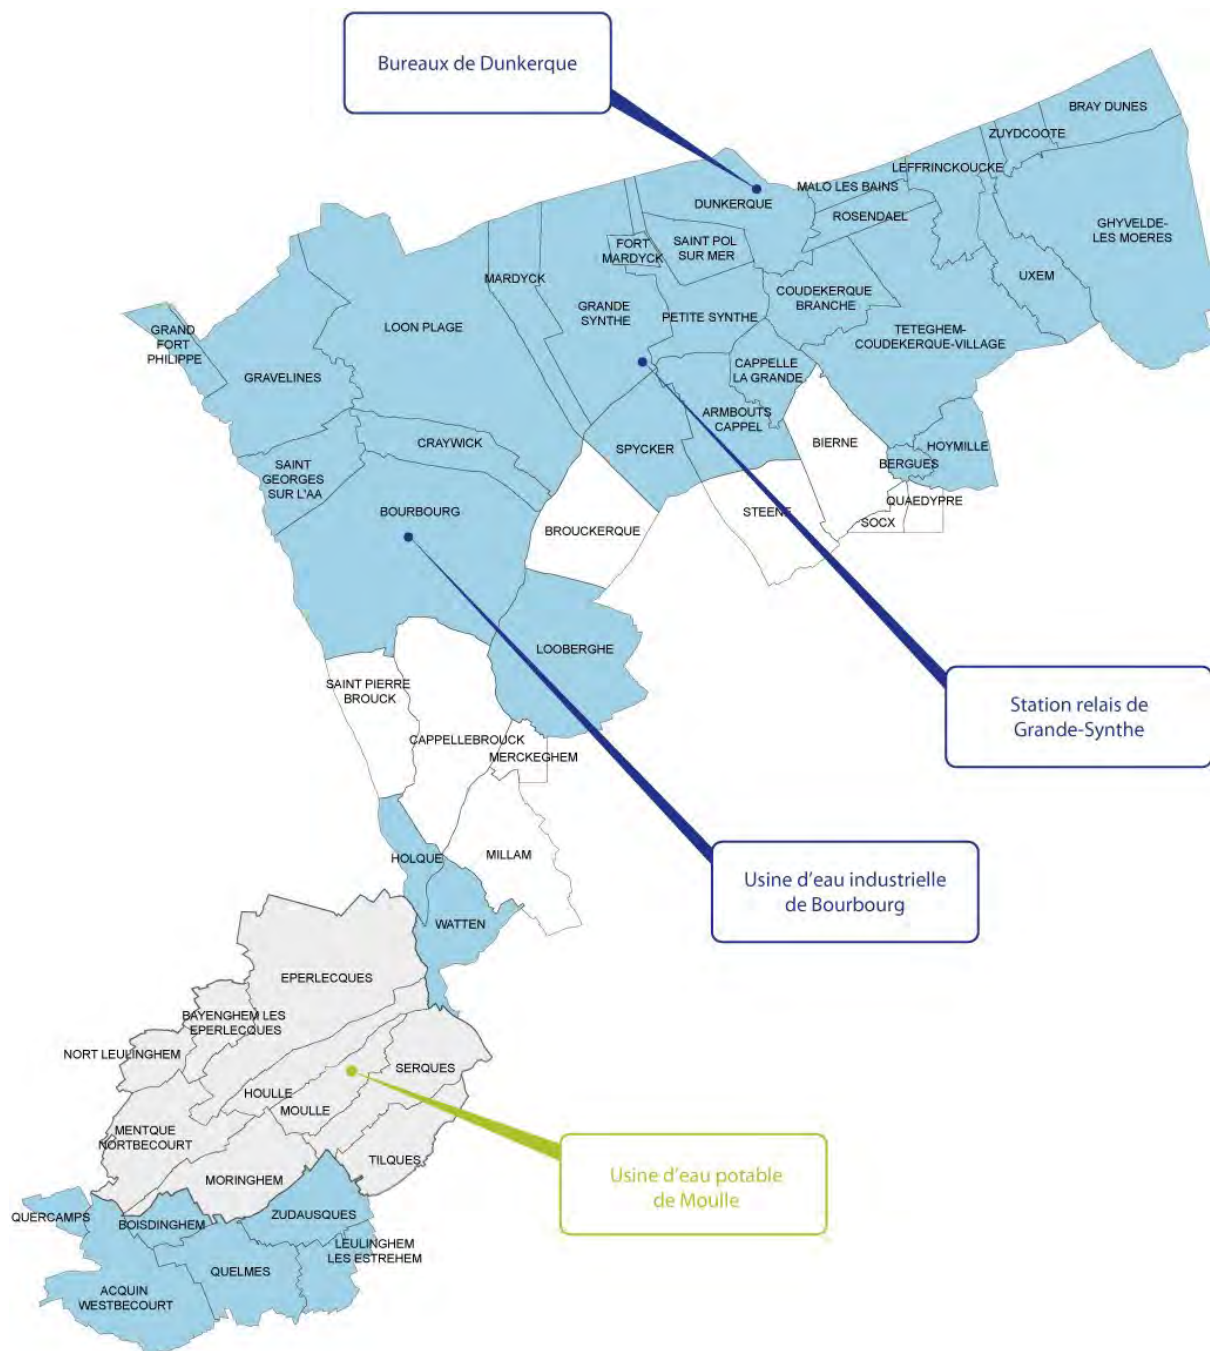 Bureaux de Dunkerque
BRAY DUNES
ZUYDCOOTE
LEFFRINCKOUCKE
MALO LES BAINS
DUNKERQUE
ROSENDAEL
GHYVELDE-
LES MOERES
FORT
MARDYCK
SAINT POL
SUR MER
MARDYCK
UXEM
COUDEKERQUE
BRANCHE
GRANDE
SYNTHE
PETITE SYNTHE
LOON PLAGE
GRAND
FORT
PHILIPPE
TETEGHEM-
COUDEKERQUE-VILLAGE
CAPPELLE
LA GRANDE
GRAVELINES
ARMBOUTS
CAPPEL
CRAYWICK
SPYCKER
BIERNE
HOYMILLE
BERGUES
SAINT
GEORGES
SUR L'AA
QUAEDYPRE
BOURBOURG
STEENE
SOCX
BROUCKERQUE
LOOBERGHE
SAINT PIERRE
BROUCK
Station relais de
Grande-Synthe
CAPPELLEBROUCK
MERCKEGHEM
HOLQUE
MILLAM
Usine d'eau industrielle
de Bourbourg
WATTEN
EPERLECQUES
BAYENGHEM LES
EPERLECQUES
NORT LEULINGHEM
SERQUES
HOULLE
MOULLE
MENTQUE
NORTBECOURT
TILQUES
MORINGHEM
Usine d'eau potable
de Moulle
QUERCAMPS
BOISDINGHEM
ZUDAUSQUES
LEULINGHEM
LES ESTREHEM
QUELMES
ACQUIN
WESTBECOURT